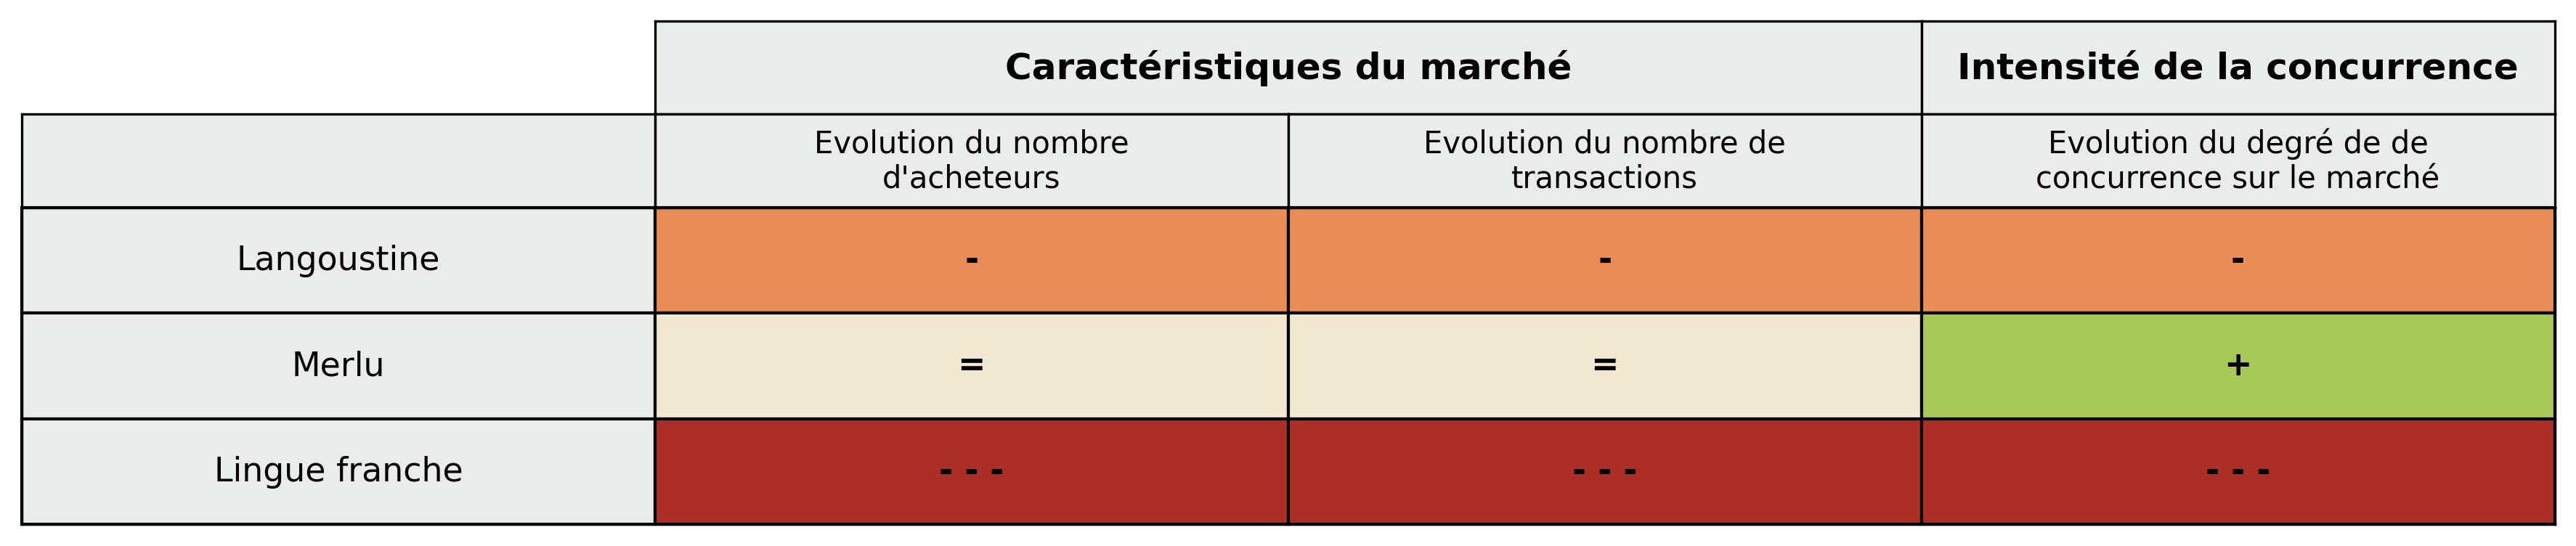 Caractéristiques du marché
Intensité de la concurrence
Evolution du nombre
d'acheteurs
Evolution du nombre de
transactions
Evolution du degré de de
concurrence sur le marché
Langoustine
-
-
-
Merlu
=
=
+
Lingue franche
- - -
- - -
- - -